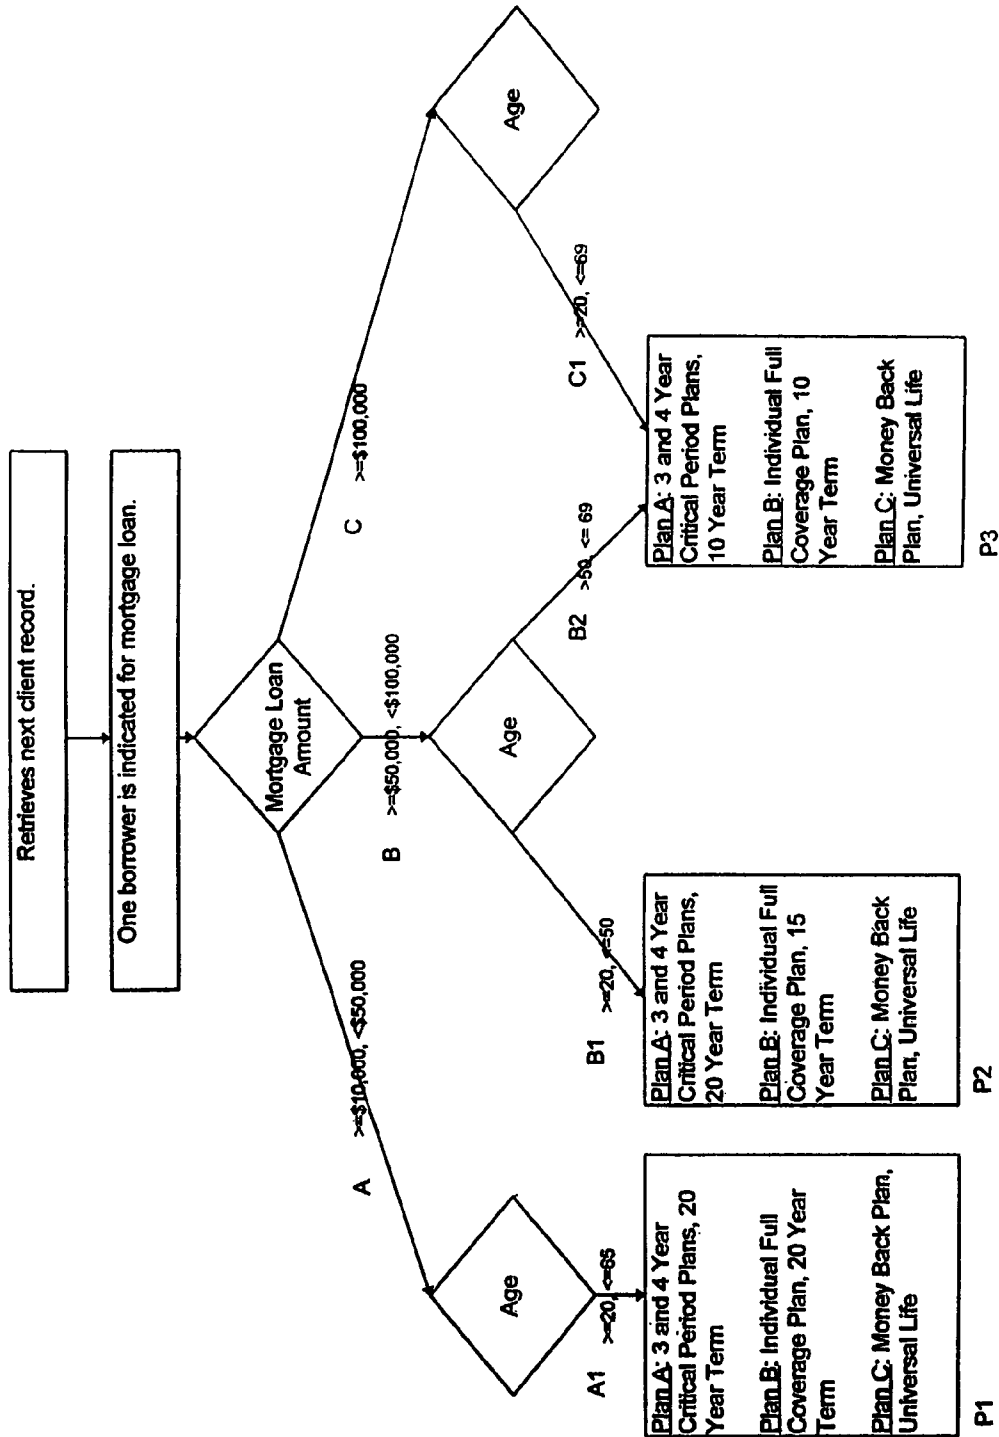 Retrieves next client record.
One borrower is indicated for mortgage loan.
Mortgage Loan
Amount
A
>=$10,000, <$50,000
B
>=$50,000, <$100,000
C
>=$100,000
Age
Age
Age
A1
>=20, <=65
B1
>=20, <=50
B2
>50, <= 69
C1
>=20, <=69
Plan A: 3 and 4 Year
Critical Period Plans, 20
Year Term
Plan B: Individual Full
Coverage Plan, 20 Year
Term
Plan C: Money Back Plan,
Universal Life
P1
Plan A: 3 and 4 Year
Critical Period Plans,
20 Year Term
Plan B: Individual Full
Coverage Plan, 15
Year Term
Plan C: Money Back
Plan, Universal Life
P2
Plan A: 3 and 4 Year
Critical Period Plans,
10 Year Term
Plan B: Individual Full
Coverage Plan, 10
Year Term
Plan C: Money Back
Plan, Universal Life
P3